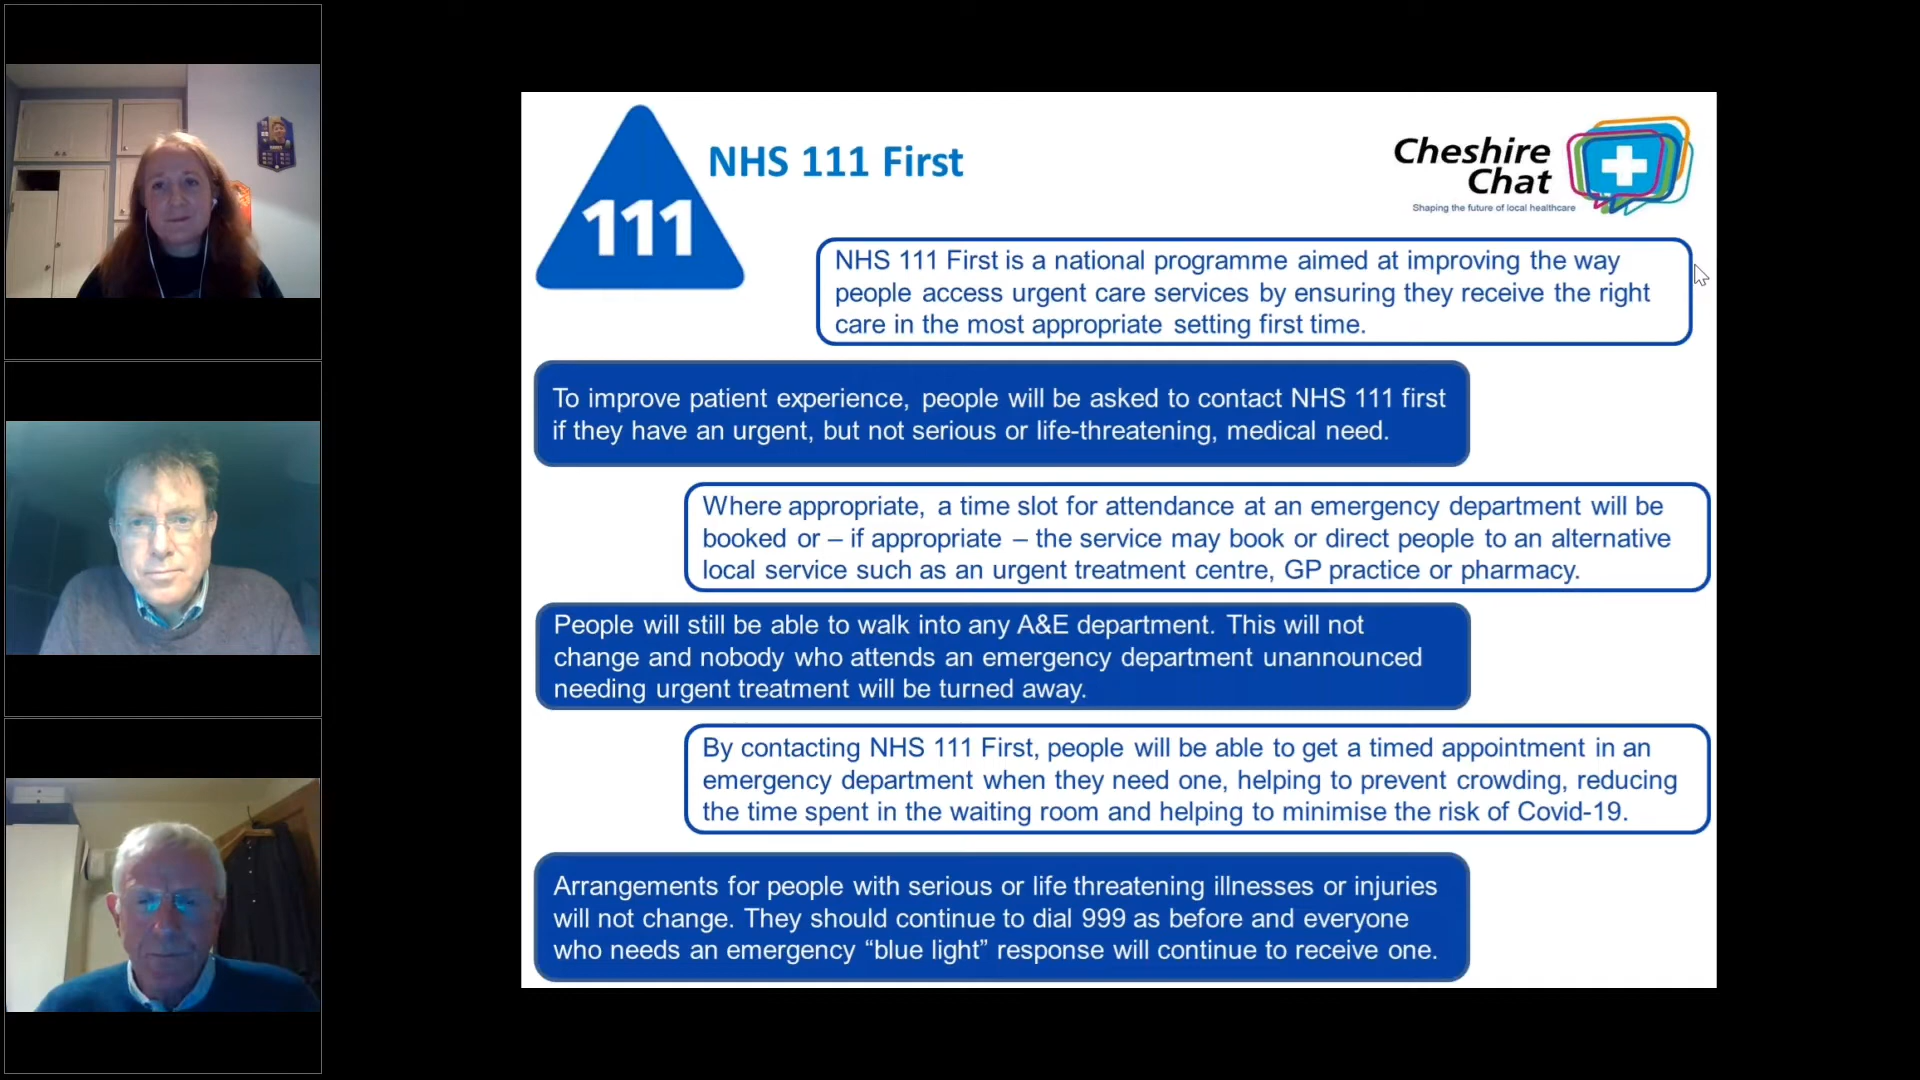 111
NHS 111 First
Cheshire
Chat
Shaping the future of local healthcare
NHS 111 First is a national programme aimed at improving the way
people access urgent care services by ensuring they receive the right
care in the most appropriate setting first time.
To improve patient experience, people will be asked to contact NHS 111 first
if they have an urgent, but not serious or life-threatening, medical need.
Where appropriate, a time slot for attendance at an emergency department will be
booked or – if appropriate – the service may book or direct people to an alternative
local service such as an urgent treatment centre, GP practice or pharmacy.
People will still be able to walk into any A&E department. This will not
change and nobody who attends an emergency department unannounced
needing urgent treatment will be turned away.
By contacting NHS 111 First, people will be able to get a timed appointment in an
emergency department when they need one, helping to prevent crowding, reducing
the time spent in the waiting room and helping to minimise the risk of Covid-19.
Arrangements for people with serious or life threatening illnesses or injuries
will not change. They should continue to dial 999 as before and everyone
who needs an emergency “blue light” response will continue to receive one.